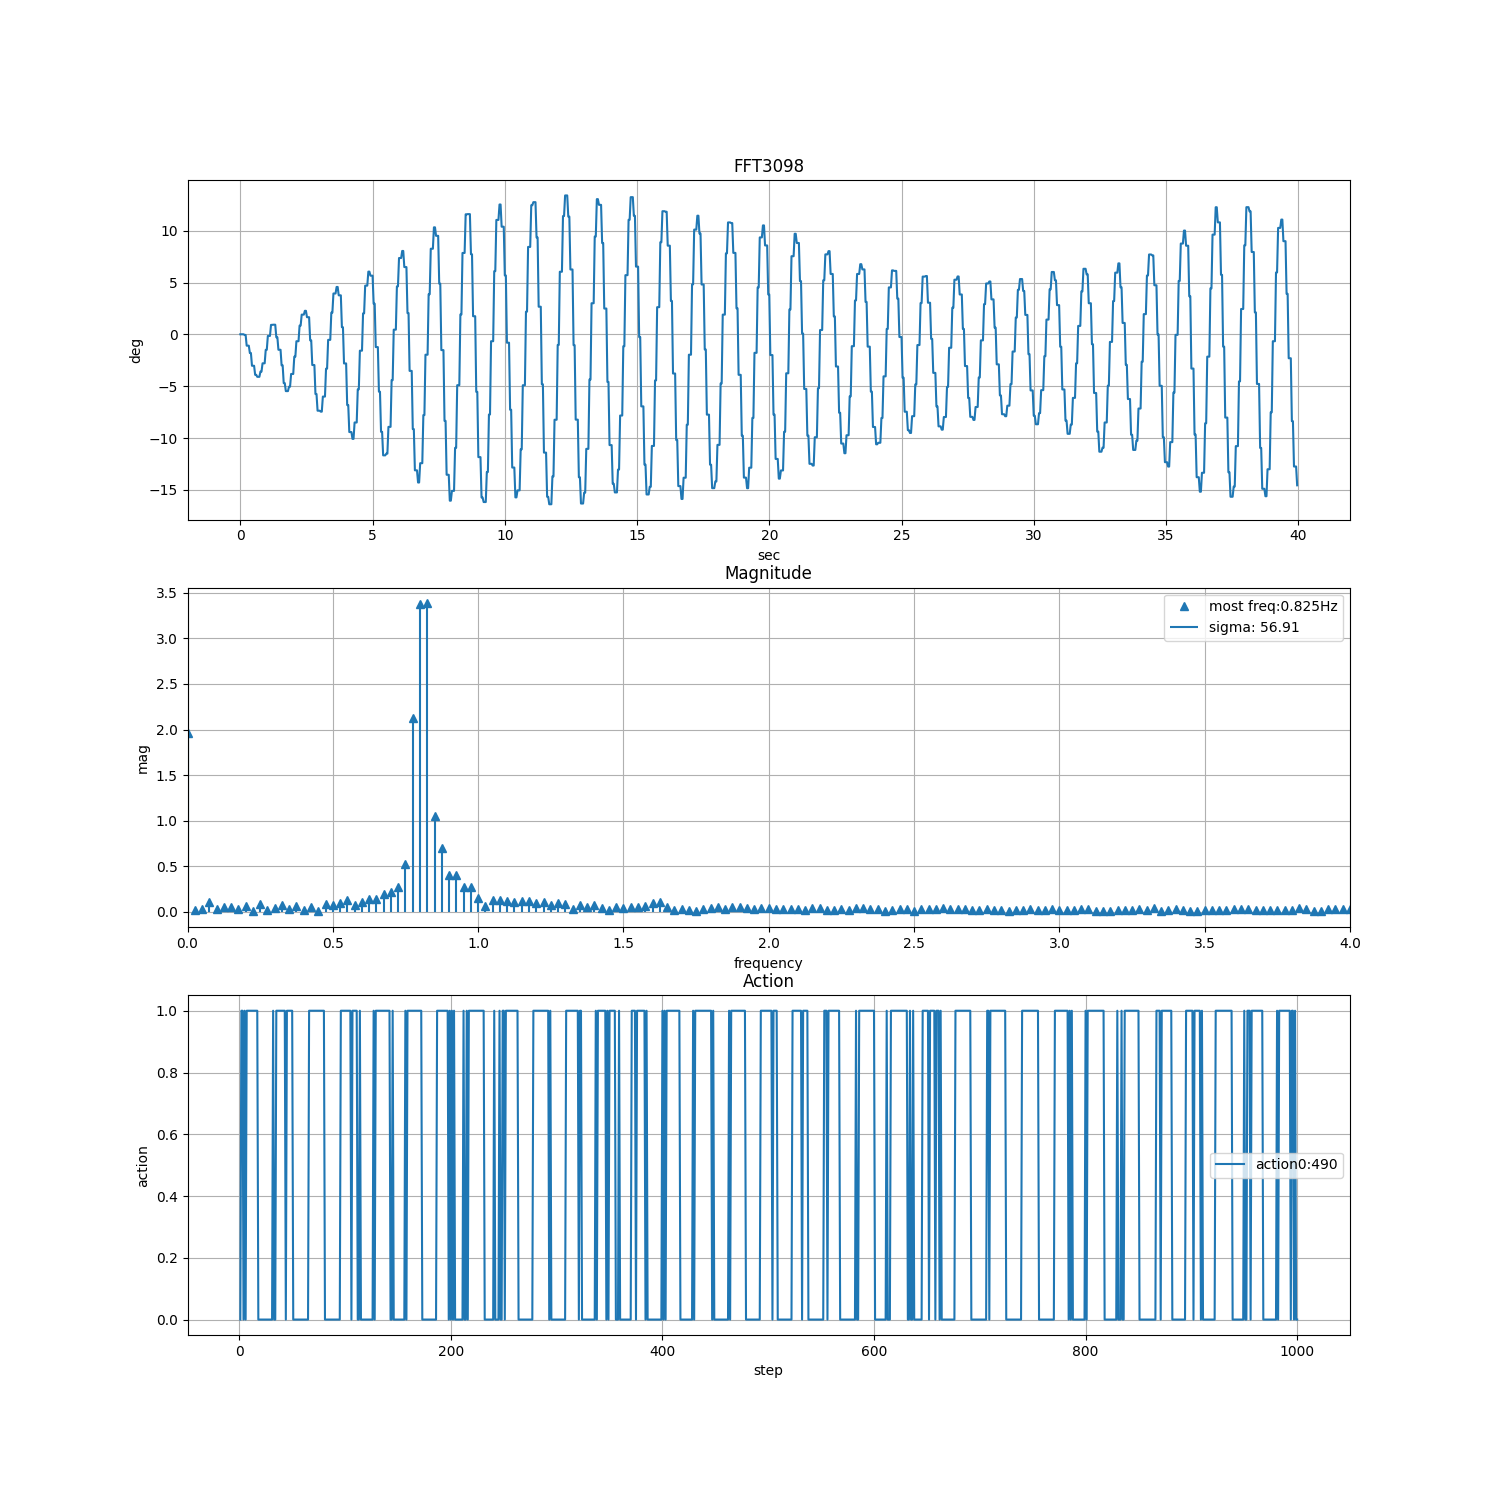 FFT3098
10
5
0
−5
−10
−15
deg
0 5 10 15 20 25 30 35 40
sec
Magnitude
3.5
3.0
2.5
2.0
1.5
1.0
0.5
0.0
mag
most freq:0.825Hz
sigma: 56.91
0.0 0.5 1.0 1.5 2.0 2.5 3.0 3.5 4.0
frequency
Action
1.0
0.8
0.6
0.4
0.2
0.0
action
action0:490
0 200 400 600 800 1000
step